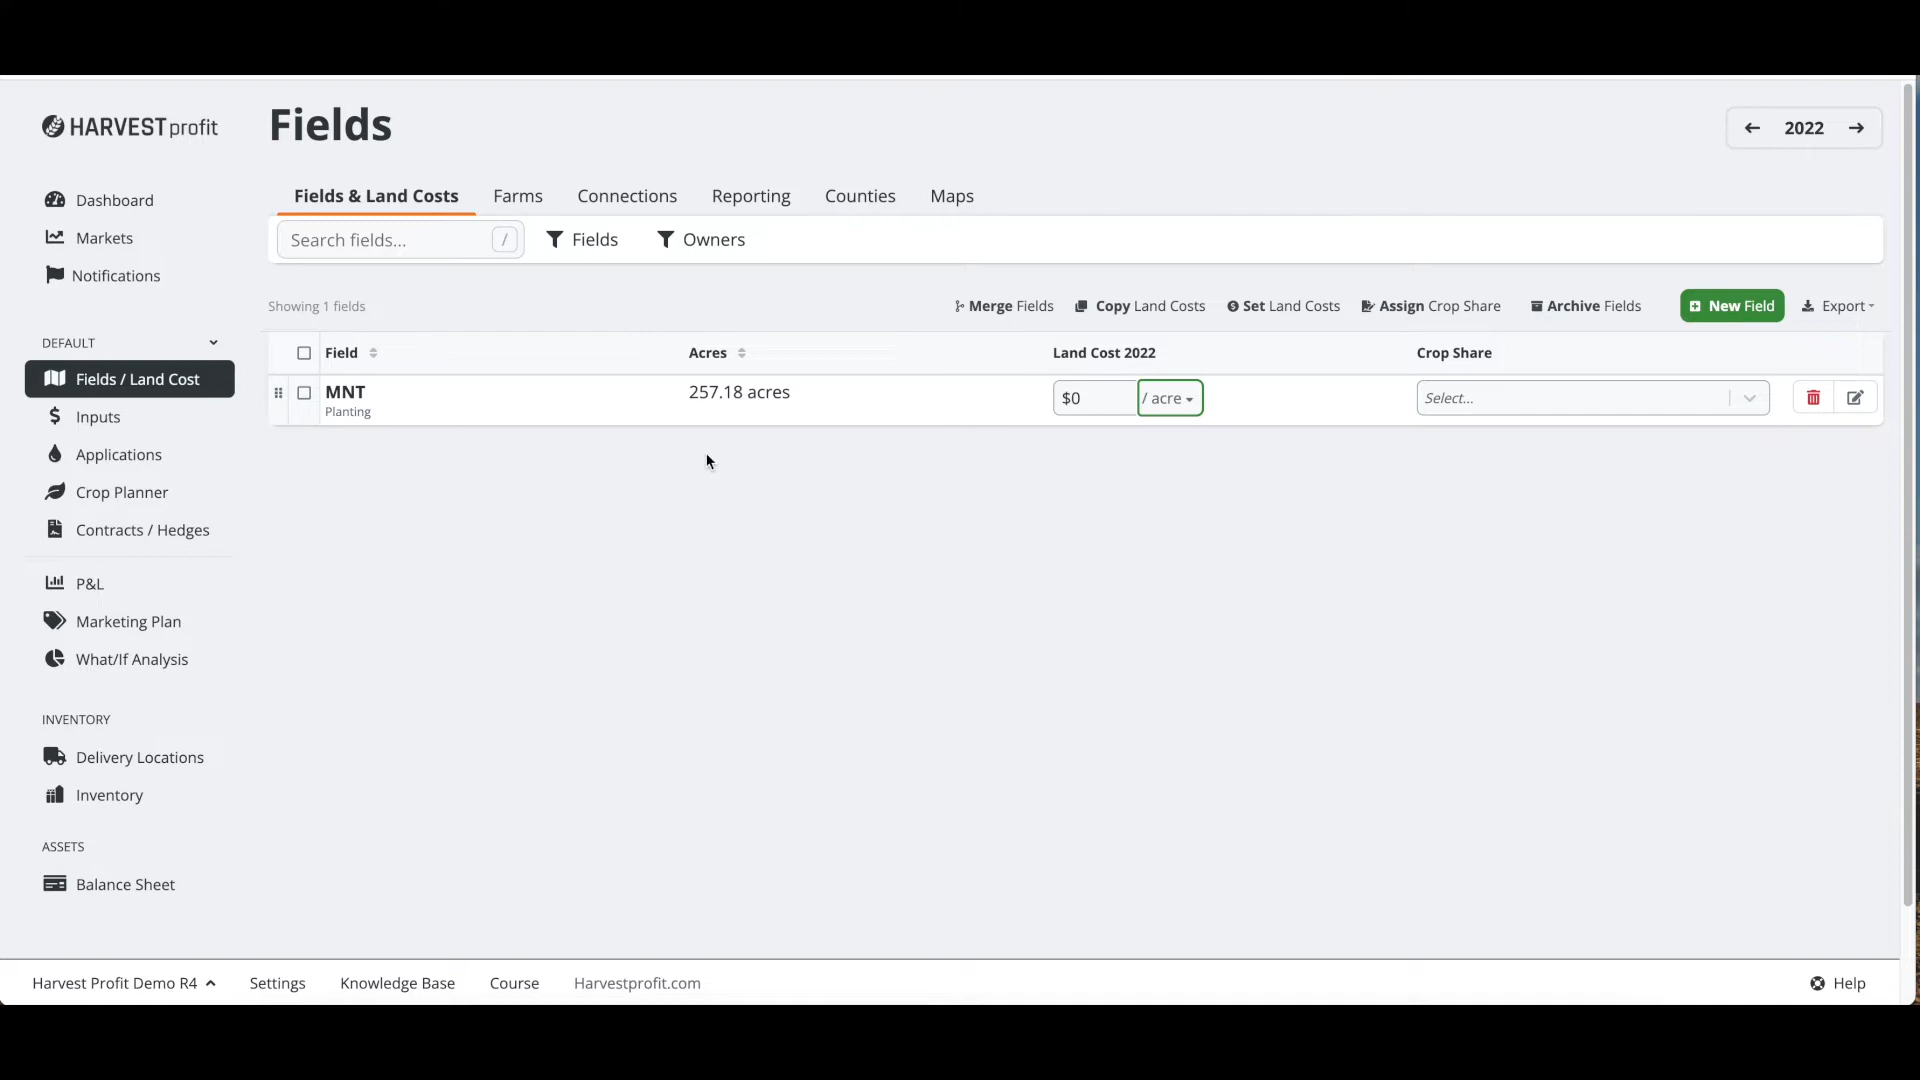 HARVEST profit
Fields
← 2022 →
Dashboard
Markets
Notifications
DEFAULT
Fields / Land Cost
Inputs
Applications
Crop Planner
Contracts / Hedges
P&L
Marketing Plan
What/If Analysis
INVENTORY
Delivery Locations
Inventory
ASSETS
Balance Sheet
Fields & Land Costs Farms Connections Reporting Counties Maps
Search fields... / Fields Owners
Showing 1 fields Merge Fields Copy Land Costs Set Land Costs Assign Crop Share Archive Fields New Field Export
Field Acres Land Cost 2022 Crop Share
MNT 257.18 acres $0 / acre Select...
Planting
Harvest Profit Demo R4 Settings Knowledge Base Course Harvestprofit.com Help